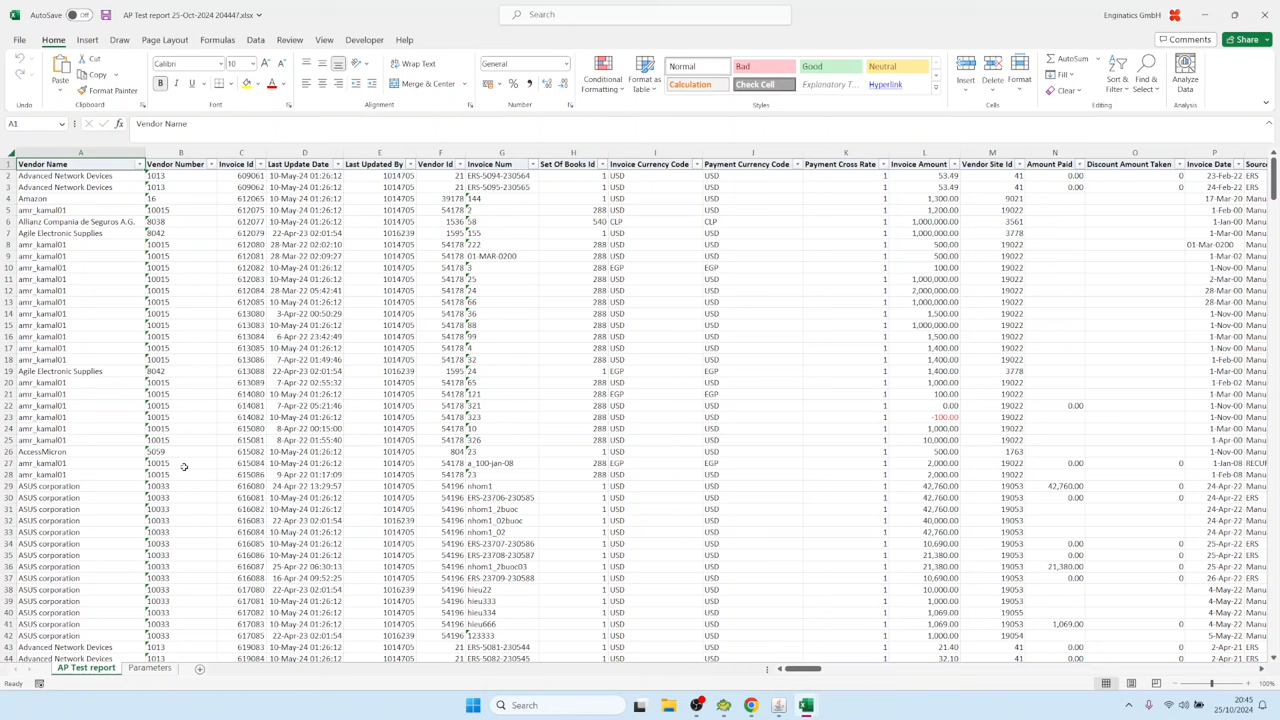 AutoSave Off AP Test report 25-Oct-2024 204447.xlsx Search Enginatics GmbH
File Home Insert Draw Page Layout Formulas Data Review View Developer Help Comments Share
Paste Cut Copy Format Painter Calibri 10 Wrap Text Merge & Center General Conditional Formatting Format as Table Normal Bad Good Neutral Calculation Check Cell Explanatory T... Hyperlink Insert Delete Format AutoSum Fill Clear Sort & Filter Find & Select Analyze Data
Undo Clipboard Font Alignment Number Styles Cells Editing Analysis
A1 Vendor Name
A B C D E F G H I J K L M N O P
1 Vendor Name Vendor Number Invoice Id Last Update Date Last Updated By Vendor Id Invoice Num Set Of Books Id Invoice Currency Code Payment Currency Code Payment Cross Rate Invoice Amount Vendor Site Id Amount Paid Discount Amount Taken Invoice Date Source
2 Advanced Network Devices 1013 609061 10-May-24 01:26:12 1014705 21 ERS-5094-230564 1 USD USD 1 53.49 41 0.00 0 23-Feb-22 ERS
3 Advanced Network Devices 1013 609062 10-May-24 01:26:12 1014705 21 ERS-5095-230565 1 USD USD 1 53.49 41 0.00 0 24-Feb-22 ERS
4 Amazon 16 612065 10-May-24 01:26:12 1014705 39178 144 1 USD USD 1 1,300.00 9021 17-Mar-20 Manu
5 amr_kamal01 10015 612075 10-May-24 01:26:12 1014705 54178 2 288 USD USD 1 1,200.00 19022 1-Feb-00 Manu
6 Allianz Compania de Seguros A.G. 8038 612077 10-May-24 01:26:12 1014705 1536 58 540 CLP CLP 1 1,000,000.00 3561 1-Feb-00 Manu
7 Agile Electronic Supplies 8042 612079 22-Apr-23 02:01:54 1016239 1595 155 1 USD USD 1 1,000,000.00 3778 1-Mar-00 Manu
8 amr_kamal01 10015 612080 28-Mar-22 02:02:10 1014705 54178 222 288 USD USD 1 500.00 19022 01-Mar-0200 Manu
9 amr_kamal01 10015 612081 28-Mar-22 02:09:27 1014705 54178 01-MAR-0200 288 USD USD 1 500.00 19022 1-Mar-02 Manu
10 amr_kamal01 10015 612082 10-May-24 01:26:12 1014705 54178 3 288 EGP EGP 1 100.00 19022 1-Nov-00 Manu
11 amr_kamal01 10015 612083 10-May-24 01:26:12 1014705 54178 25 288 EGP EGP 1 1,000,000.00 19022 2-Mar-00 Manu
12 amr_kamal01 10015 612084 28-Mar-22 05:42:41 1014705 54178 24 288 EGP EGP 1 2,000,000.00 19022 28-Mar-00 Manu
13 amr_kamal01 10015 612085 10-May-24 01:26:12 1014705 54178 66 288 USD USD 1 1,000,000.00 19022 28-Mar-00 Manu
14 amr_kamal01 10015 613080 3-Apr-22 00:50:29 1014705 54178 36 288 USD USD 1 1,500.00 19022 1-Mar-00 Manu
15 amr_kamal01 10015 613083 10-May-24 01:26:12 1014705 54178 88 288 USD USD 1 1,000,000.00 19022 1-Mar-00 Manu
16 amr_kamal01 10015 613084 6-Apr-22 23:42:49 1014705 54178 99 288 USD USD 1 1,500.00 19022 1-Mar-00 Manu
17 amr_kamal01 10015 613085 10-May-24 01:26:12 1014705 54178 4 288 USD USD 1 1,400.00 19022 1-Nov-00 Manu
18 amr_kamal01 10015 613086 7-Apr-22 01:49:46 1014705 54178 32 288 EGP EGP 1 1,400.00 19022 1-Mar-00 Manu
19 Agile Electronic Supplies 8042 613088 22-Apr-23 02:01:54 1016239 1595 24 1 EGP USD 1 1,400.00 3778 1-Mar-00 Manu
20 amr_kamal01 10015 613089 7-Apr-22 02:55:32 1014705 54178 65 288 USD USD 1 1,000.00 19022 1-Mar-02 Manu
21 amr_kamal01 10015 614080 10-May-24 01:26:12 1014705 54178 121 288 EGP EGP 1 100.00 19022 1-Nov-00 Manu
22 amr_kamal01 10015 614081 7-Apr-22 05:21:46 1014705 54178 321 288 USD USD 1 0.00 19022 0.00 1-Nov-00 Manu
23 amr_kamal01 10015 614082 10-May-24 01:26:12 1014705 54178 323 288 EGP EGP 1 -100.00 19022 1-Nov-00 Manu
24 amr_kamal01 10015 615080 8-Apr-22 00:15:00 1014705 54178 10 288 USD USD 1 1,000.00 19022 1-Mar-00 Manu
25 amr_kamal01 10015 615081 8-Apr-22 01:55:40 1014705 54178 326 288 USD USD 1 10,000.00 19022 1-Mar-00 Manu
26 AccessMicron 5059 615082 10-May-24 01:26:12 1014705 804 23 1 USD USD 1 500.00 1763 1-Apr-00 Manu
27 amr_kamal01 10015 615084 10-May-24 01:26:12 1014705 54178 a_100-jan-08 288 EGP EGP 1 2,000.00 19022 0.00 0 1-Jan-08 RECUR
28 amr_kamal01 10015 615086 9-Apr-22 01:17:09 1014705 54178 23 288 USD USD 1 1,000.00 19022 1-Feb-08 Manu
29 ASUS corporation 10033 616080 24-Apr-22 13:29:57 1014705 54196 nhom1 1 USD USD 1 42,760.00 19053 42,760.00 0 24-Apr-22 Manu
30 ASUS corporation 10033 616081 10-May-24 01:26:12 1014705 54196 ERS-23706-230585 1 USD USD 1 42,760.00 19053 0.00 0 24-Apr-22 ERS
31 ASUS corporation 10033 616082 10-May-24 01:26:12 1014705 54196 nhom1_2buoc 1 USD USD 1 42,760.00 19053 24-Apr-22 Manu
32 ASUS corporation 10033 616083 22-Apr-23 02:01:54 1016239 54196 nhom1_02buoc 1 USD USD 1 40,000.00 19053 24-Apr-22 Manu
33 ASUS corporation 10033 616084 10-May-24 01:26:12 1014705 54196 nhom1_02 1 USD USD 1 42,760.00 19053 24-Apr-22 Manu
34 ASUS corporation 10033 616085 10-May-24 01:26:12 1014705 54196 ERS-23707-230586 1 USD USD 1 10,690.00 19053 0.00 0 25-Apr-22 ERS
35 ASUS corporation 10033 616086 10-May-24 01:26:12 1014705 54196 ERS-23708-230587 1 USD USD 1 21,380.00 19053 0.00 0 25-Apr-22 ERS
36 ASUS corporation 10033 616087 25-Apr-22 06:30:13 1014705 54196 nhom1_2buoc03 1 USD USD 1 21,380.00 19053 21,380.00 0 25-Apr-22 Manu
37 ASUS corporation 10033 616088 16-Apr-24 09:52:25 1014705 54196 ERS-23709-230588 1 USD USD 1 10,690.00 19053 0.00 0 26-Apr-22 ERS
38 ASUS corporation 10033 617080 22-Apr-23 02:01:54 1016239 54196 hieu22 1 USD USD 1 1,069.00 19053 4-May-22 Manu
39 ASUS corporation 10033 617081 10-May-24 01:26:12 1014705 54196 hieu333 1 USD USD 1 1,000.00 19053 4-May-22 Manu
40 ASUS corporation 10033 617082 10-May-24 01:26:12 1014705 54196 hieu334 1 USD USD 1 1,069.00 19055 4-May-22 Manu
41 ASUS corporation 10033 617083 10-May-24 01:26:12 1014705 54196 hieu666 1 USD USD 1 1,069.00 19053 1,069.00 0 4-May-22 Manu
42 ASUS corporation 10033 617085 22-Apr-23 02:01:54 1016239 54196 123333 1 USD USD 1 1,000.00 19054 5-May-22 Manu
43 Advanced Network Devices 1013 619083 10-May-24 01:26:12 1014705 21 ERS-5081-230544 1 USD USD 1 21.40 41 0.00 0 2-Apr-21 ERS
44 Advanced Network Devices 1013 619084 10-May-24 01:26:12 1014705 21 ERS-5082-230545 1 USD USD 1 32.10 41 0.00 0 2-Apr-21 ERS
AP Test report Parameters
Ready 100%
Search 20:45
25/10/2024